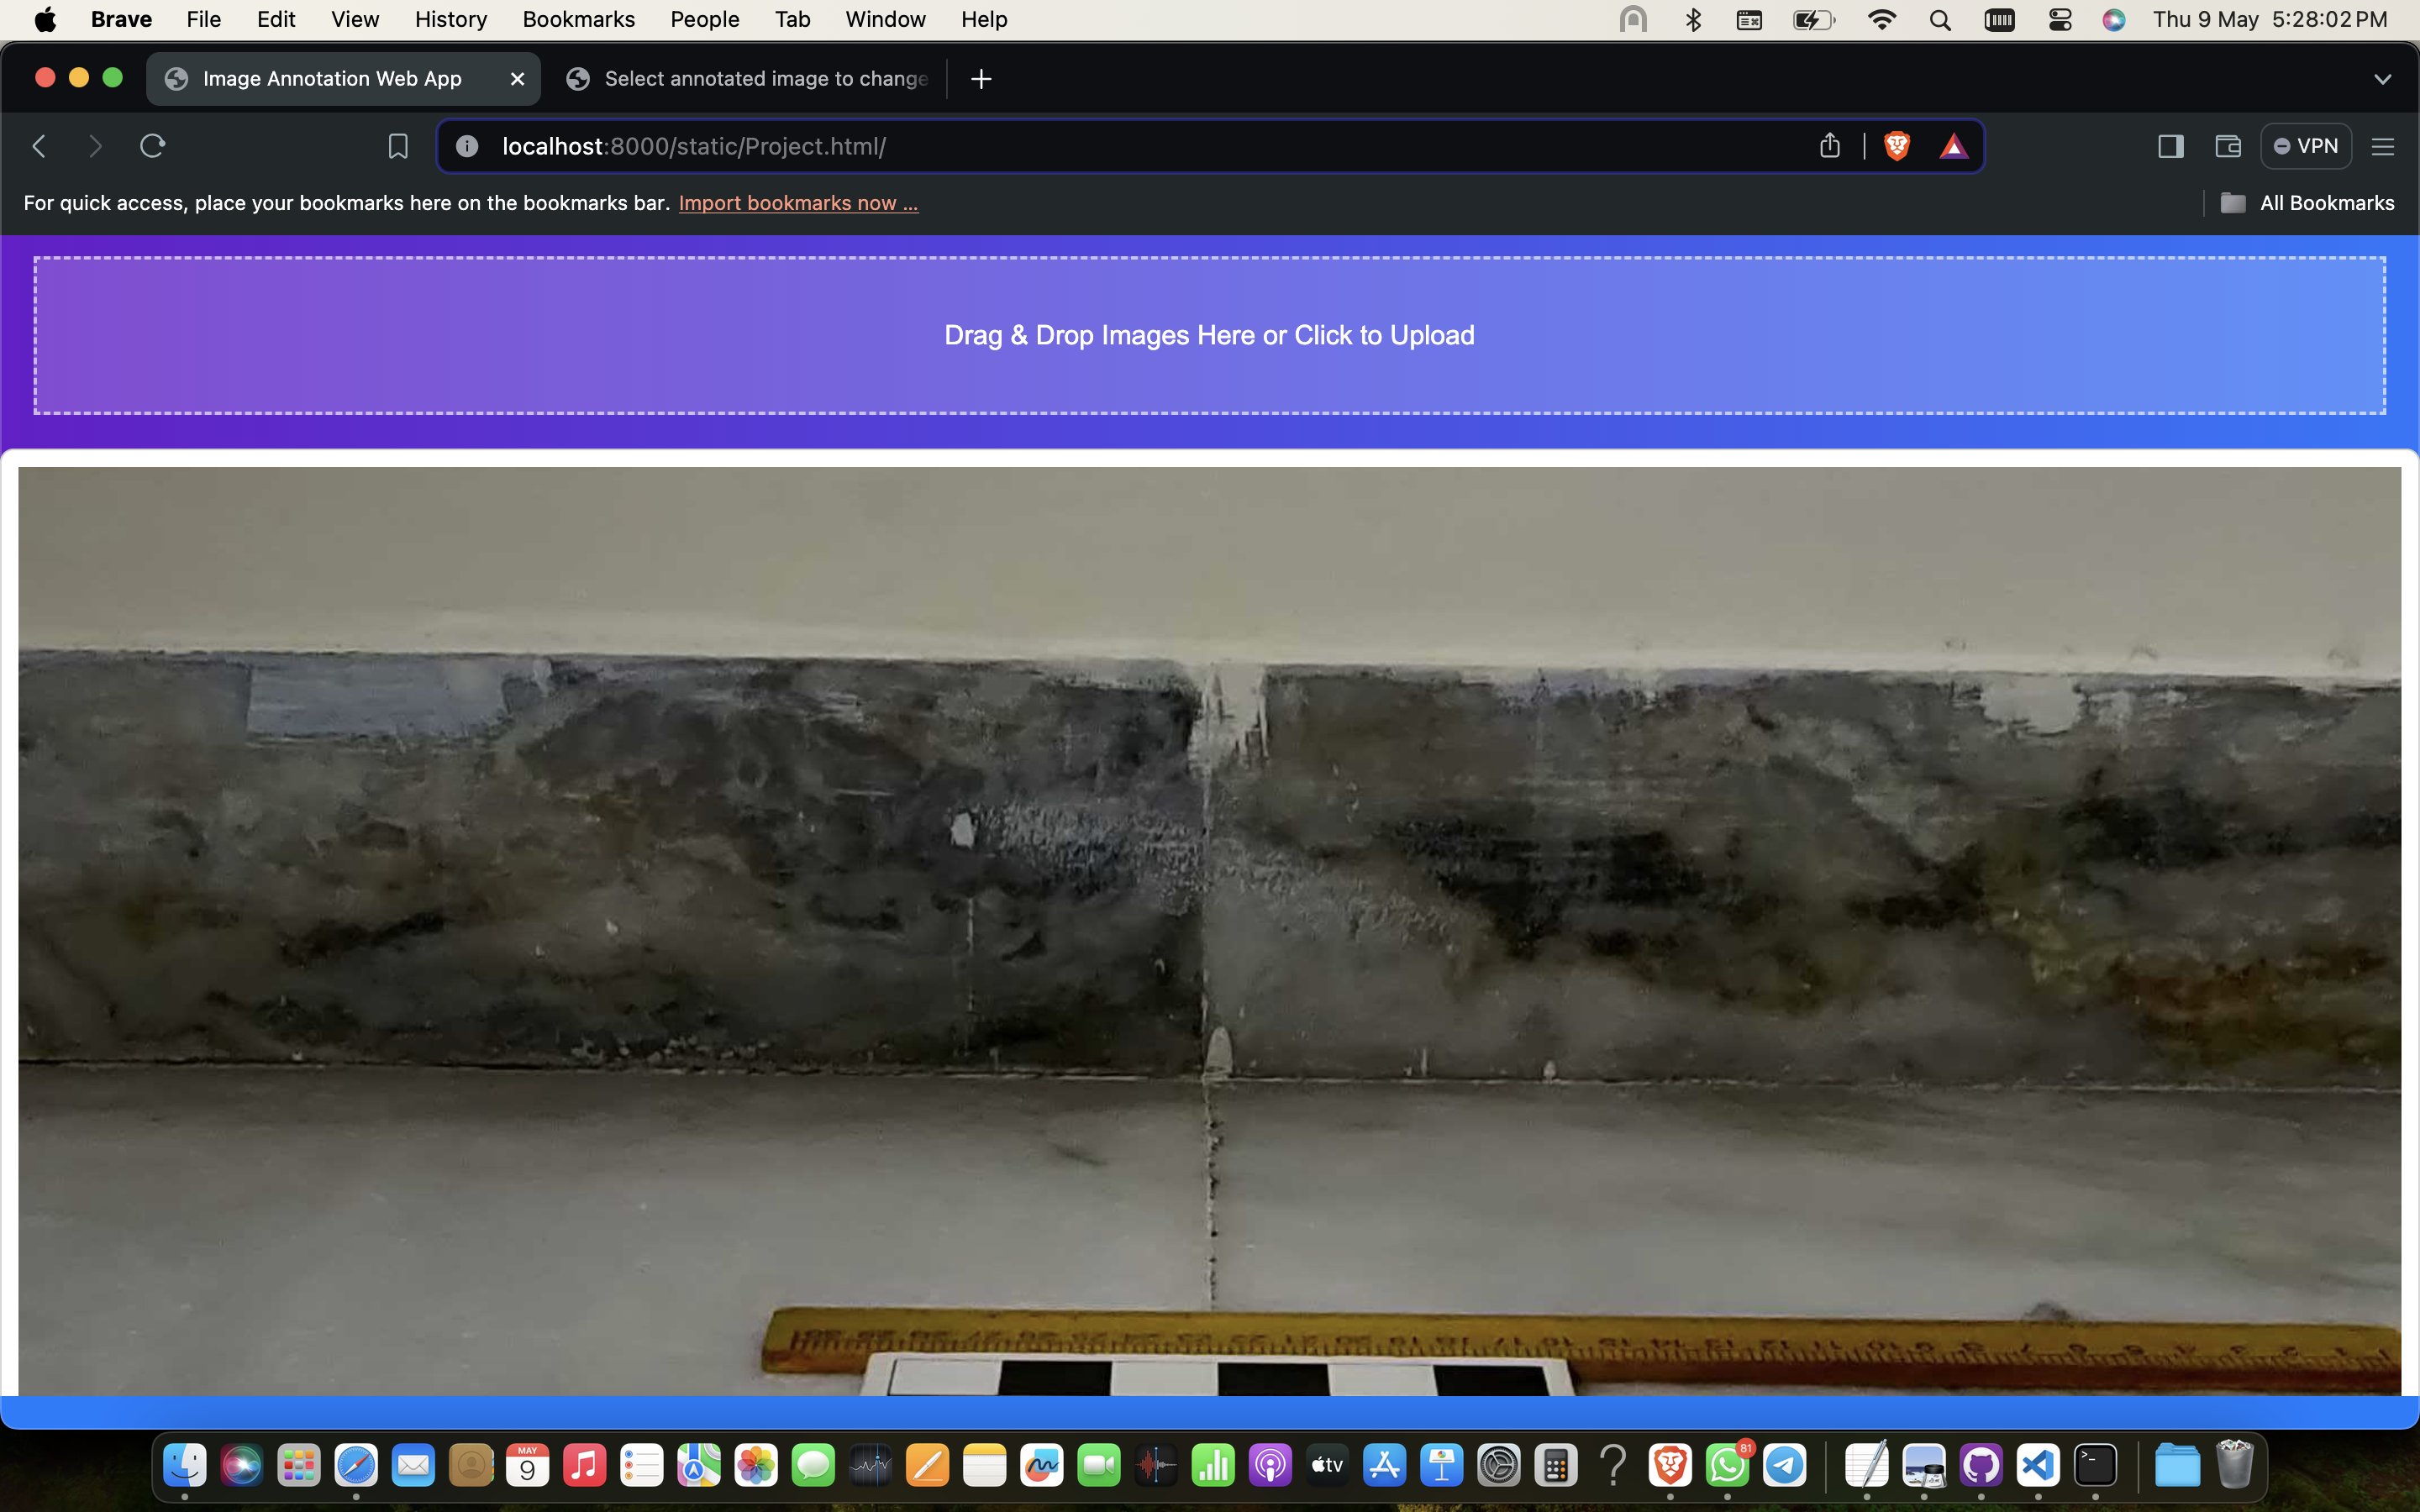 Brave File Edit View History Bookmarks People Tab Window Help Thu 9 May 5:28:02 PM
Image Annotation Web App Select annotated image to change
localhost:8000/static/Project.html/ VPN
For quick access, place your bookmarks here on the bookmarks bar. Import bookmarks now ... All Bookmarks
Drag & Drop Images Here or Click to Upload
MAY
9
tv
81